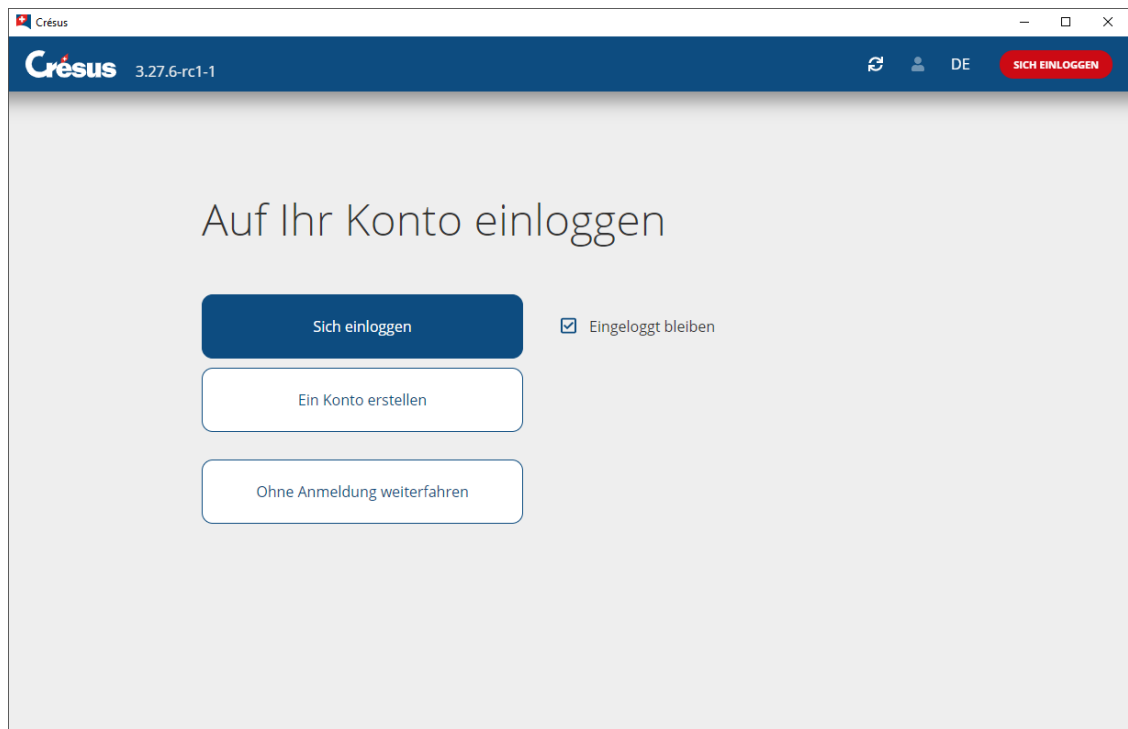 Crésus
Crésus 3.27.6-rc1-1 DE SICH EINLOGGEN
Auf Ihr Konto einloggen
Sich einloggen
Eingeloggt bleiben
Ein Konto erstellen
Ohne Anmeldung weiterfahren